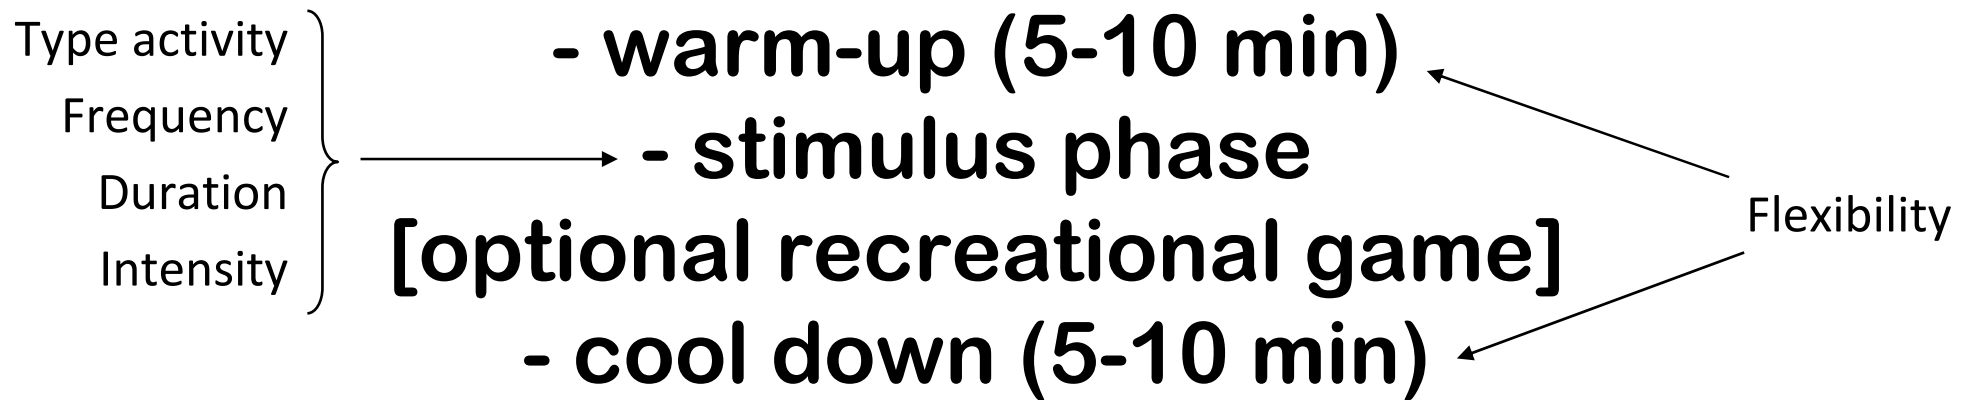 Type activity
Frequency
Duration
Intensity
- warm-up (5-10 min)
- stimulus phase
[optional recreational game]
- cool down (5-10 min)
Flexibility